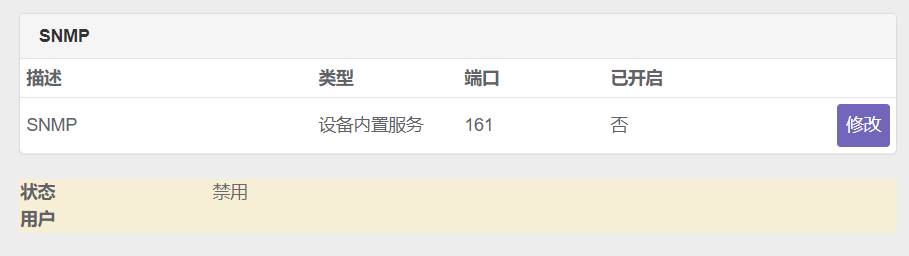 SNMP
描述 类型 端口 已开启
SNMP 设备内置服务 161 否 修改
状态 禁用
用户